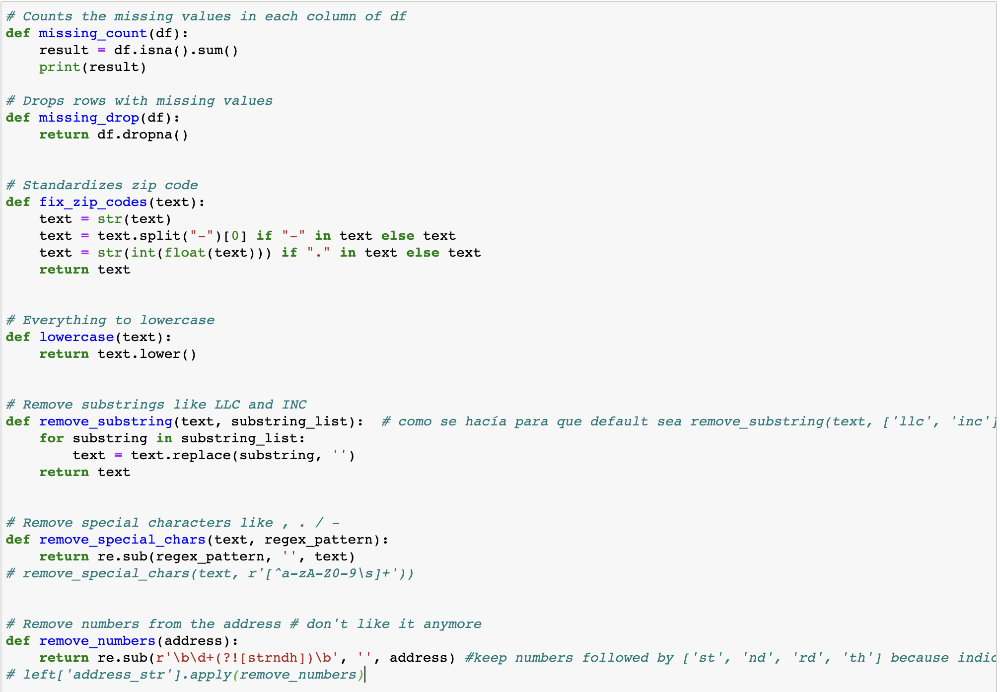 # Counts the missing values in each column of df
def missing_count(df):
    result = df.isna().sum()
    print(result)
# Drops rows with missing values
def missing_drop(df):
    return df.dropna()
# Standardizes zip code
def fix_zip_codes(text):
    text = str(text)
    text = text.split("-")[0] if "-" in text else text
    text = str(int(float(text))) if "." in text else text
    return text
# Everything to lowercase
def lowercase(text):
    return text.lower()
# Remove substrings like LLC and INC
def remove_substring(text, substring_list):  # como se hacía para que default sea remove_substring(text, ['llc', 'inc']
    for substring in substring_list:
        text = text.replace(substring, '')
    return text
# Remove special characters like , . / -
def remove_special_chars(text, regex_pattern):
    return re.sub(regex_pattern, '', text)
# remove_special_chars(text, r'[^a-zA-Z0-9\s]+'))
# Remove numbers from the address # don't like it anymore
def remove_numbers(address):
    return re.sub(r'\b\d+(?![strndh])\b', '', address) #keep numbers followed by ['st', 'nd', 'rd', 'th'] because
# left['address_str'].apply(remove_numbers)